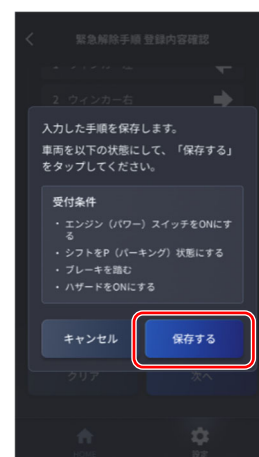 緊急解除手順 登録内容確認
2 ウィンカー右
入力した手順を保存します。
車両を以下の状態にして、「保存する」
をタップしてください。
受付条件
・エンジン（パワー）スイッチをONにす
る
・シフトをP（パーキング）状態にする
・ブレーキを踏む
・ハザードをONにする
キャンセル
保存する
クリア
次へ
HOME
設定